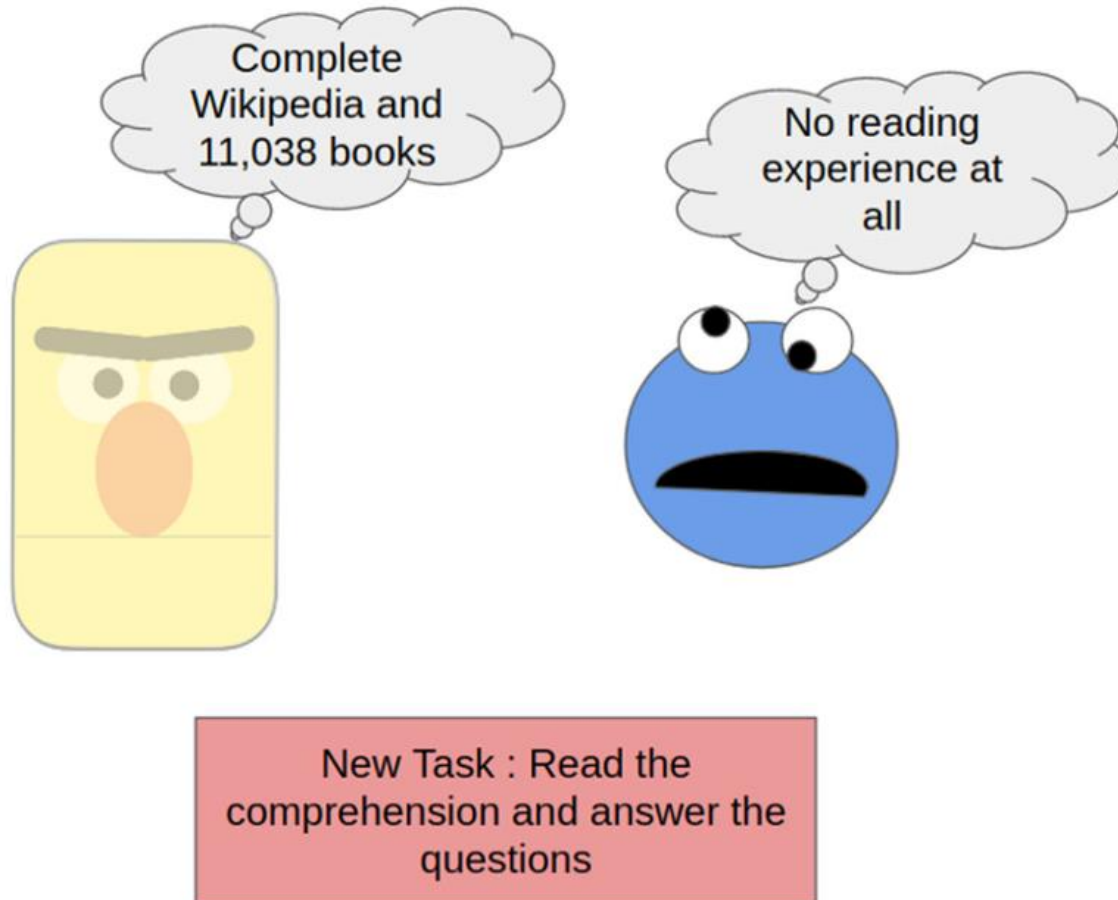 Complete
Wikipedia and
11,038 books
No reading
experience at
all
New Task : Read the
comprehension and answer the
questions